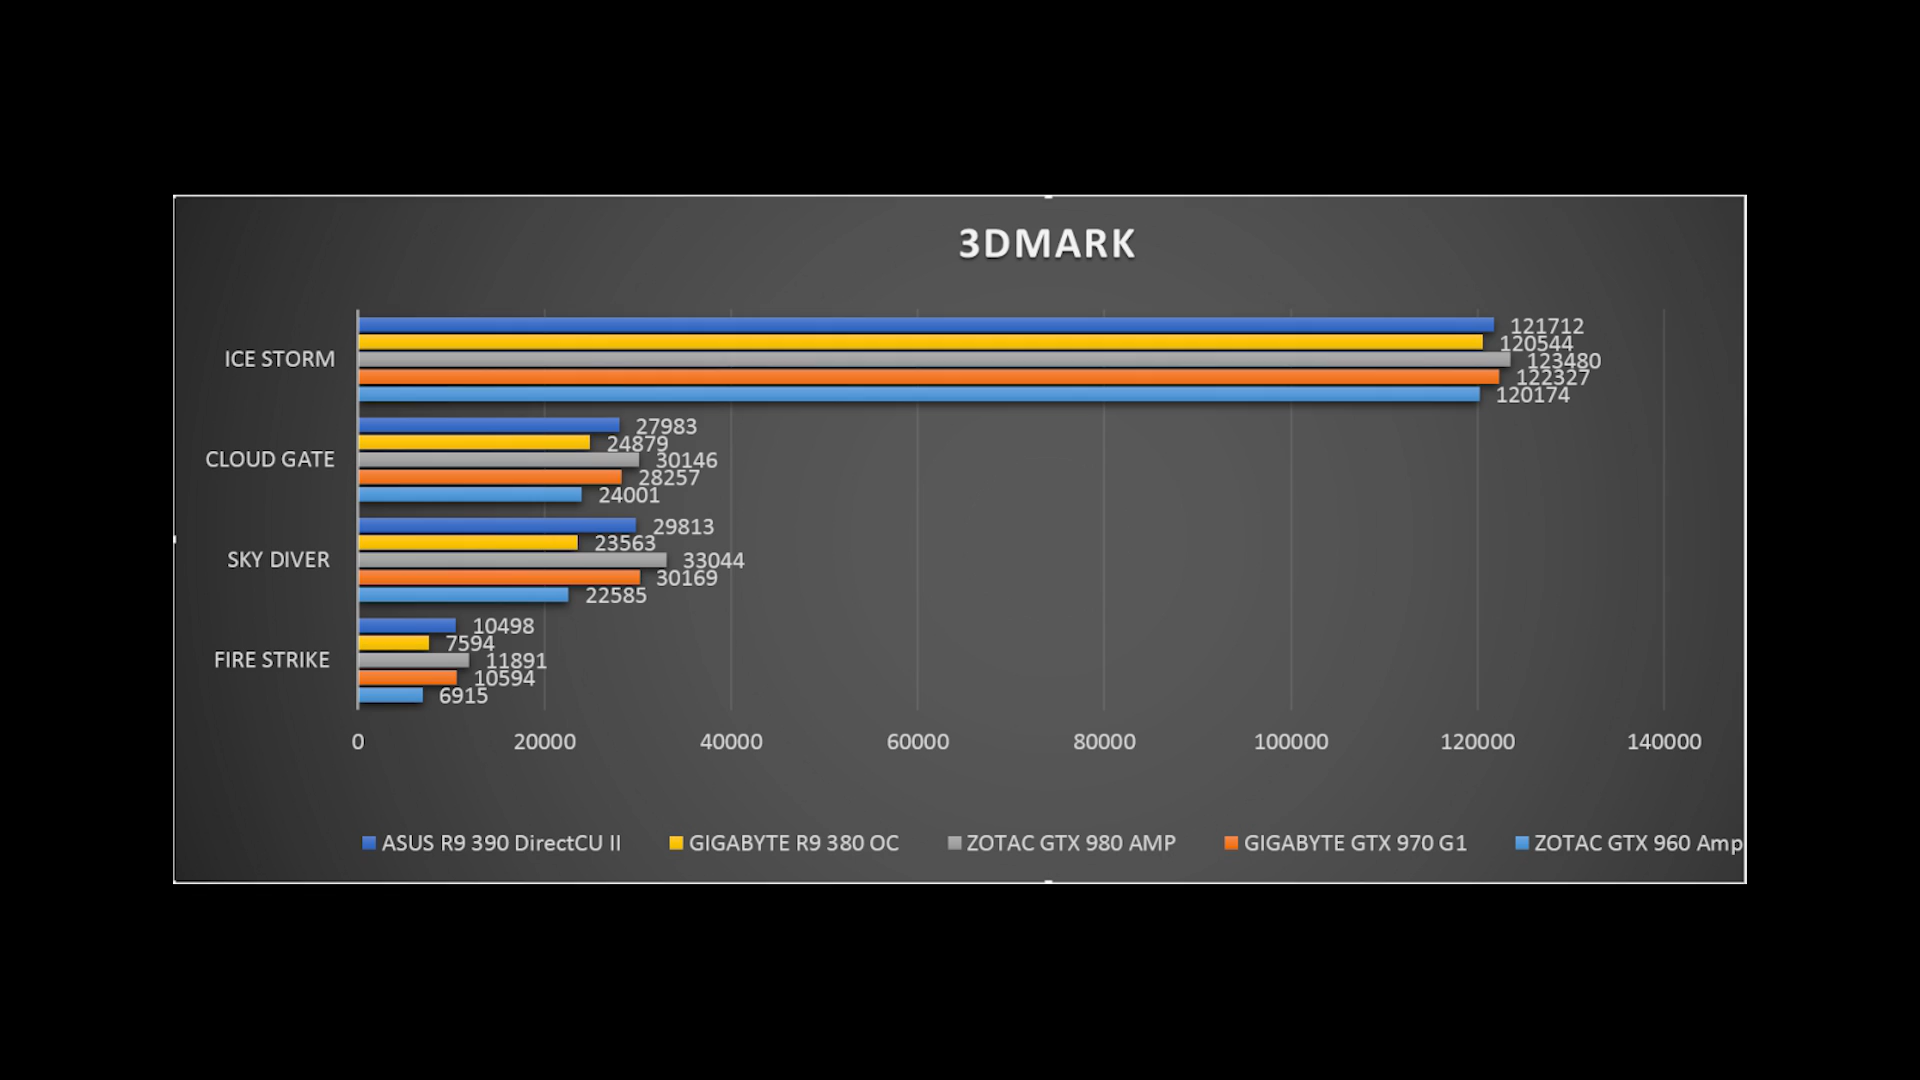 3DMARK
ICE STORM
121712
120544
123480
122327
120174
CLOUD GATE
27983
24879
30146
28257
24001
SKY DIVER
29813
23563
33044
30169
22585
FIRE STRIKE
10498
7594
11891
10594
6915
0 20000 40000 60000 80000 100000 120000 140000
ASUS R9 390 DirectCU II GIGABYTE R9 380 OC ZOTAC GTX 980 AMP GIGABYTE GTX 970 G1 ZOTAC GTX 960 Amp